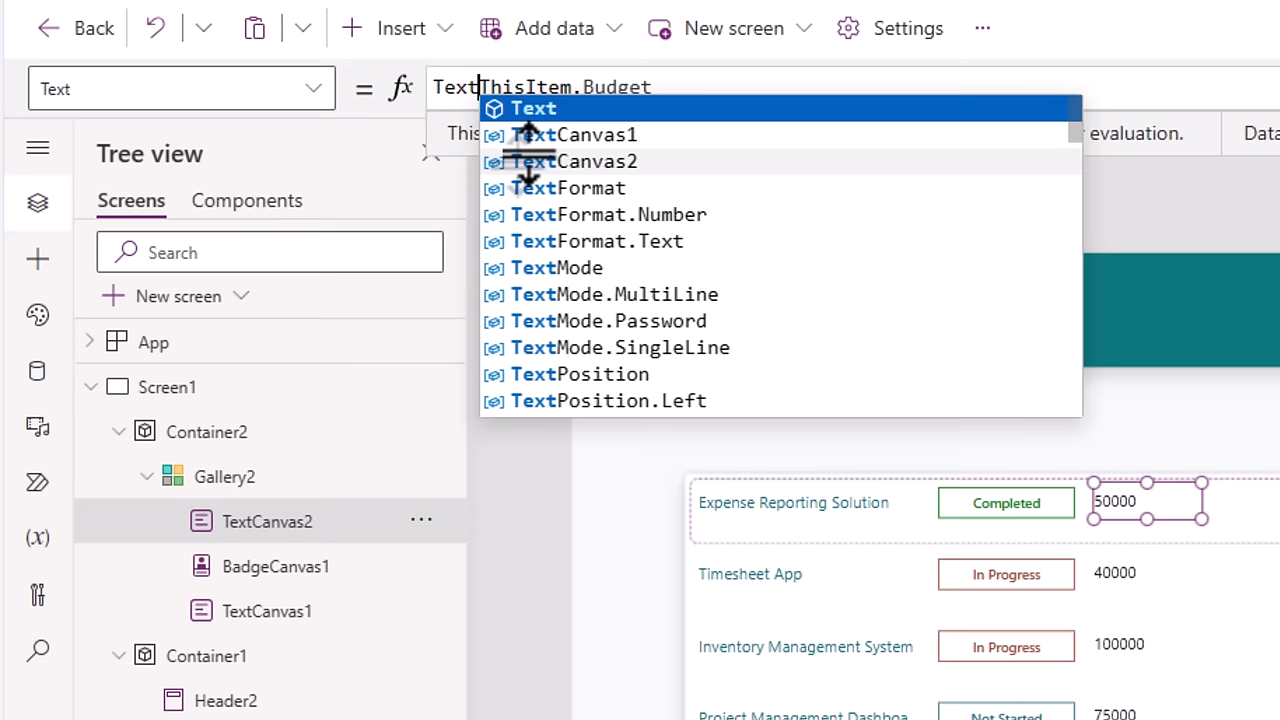 Back Insert Add data New screen Settings ...
Text = fx TextThisItem.Budget
Text
TextCanvas1
TextCanvas2
TextFormat
TextFormat.Number
TextFormat.Text
TextMode
TextMode.MultiLine
TextMode.Password
TextMode.SingleLine
TextPosition
TextPosition.Left
This
evaluation.
Data
Tree view
Screens Components
Search
New screen
App
Screen1
Container2
Gallery2
TextCanvas2 ...
BadgeCanvas1
TextCanvas1
Container1
Header2
(x)
Expense Reporting Solution Completed 50000
Timesheet App In Progress 40000
Inventory Management System In Progress 100000
Project Management Dashboa Not Started 75000